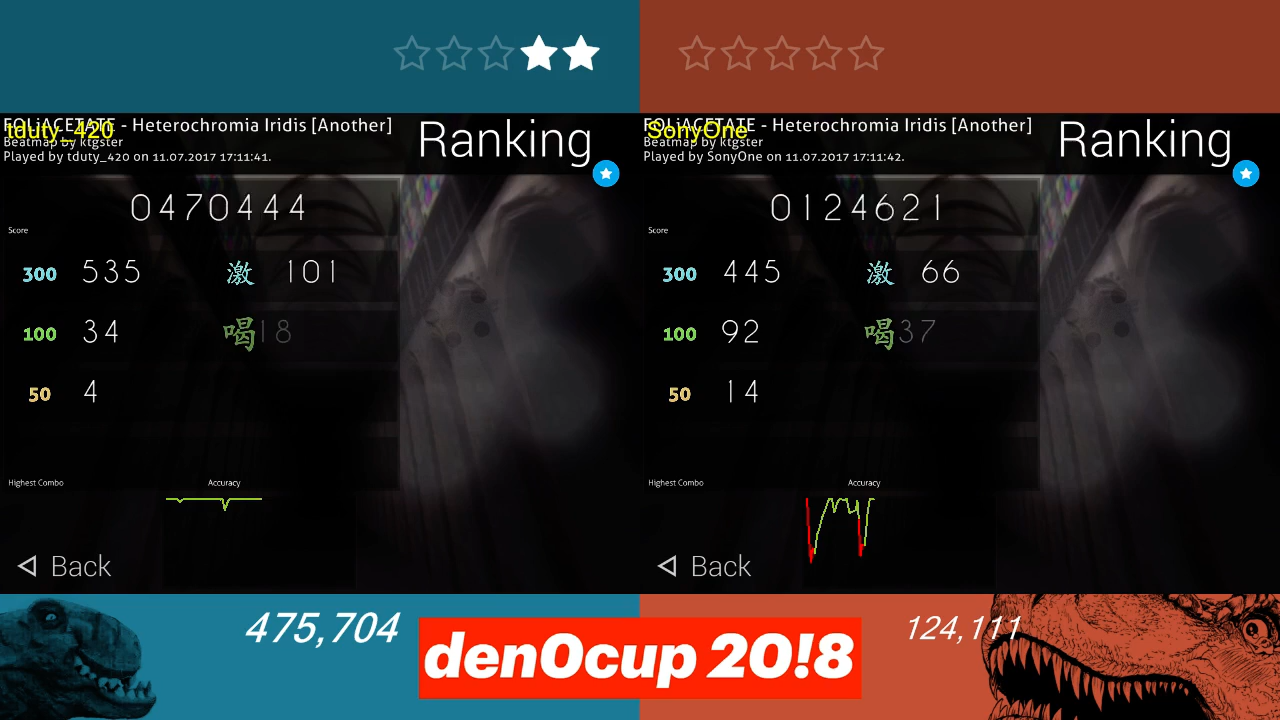 FOLiACETATE - Heterochromia Iridis [Another]
tduty_420
Beatmap by ktgster
Played by tduty_420 on 11.07.2017 17:11:41.
Ranking
0470444
Score
300 535 激 101
100 34 喝 18
50 4
Highest Combo Accuracy
Back
FOLiACETATE - Heterochromia Iridis [Another]
SonyOne
Beatmap by ktgster
Played by SonyOne on 11.07.2017 17:11:42.
Ranking
0124621
Score
300 445 激 66
100 92 喝 37
50 14
Highest Combo Accuracy
Back
475,704
den0cup 20!8
124,111